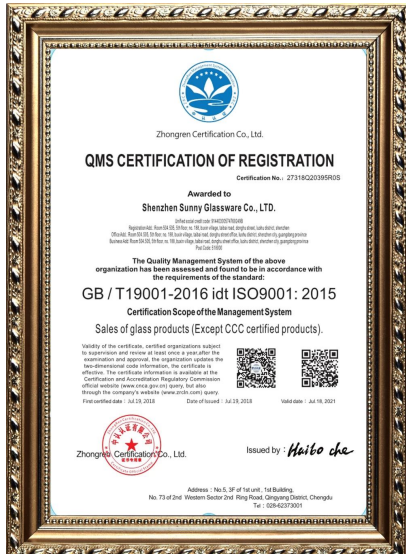 Zhongren Certification Co., Ltd.
QMS CERTIFICATION OF REGISTRATION
Certification No.: 27318Q20395R0S
Awarded to
Shenzhen Sunny Glassware Co., LTD.
The Quality Management System of the above
organization has been assessed and found to be in accordance with
the requirements of the standard:
GB / T19001-2016 idt ISO9001: 2015
Certification Scope of the Management System
Sales of glass products (Except CCC certified products).
Validity of the certificate, certified organizations subject
to supervision and review at least once a year,after the
examination and approval, the organization updates the
two-dimensional code information, the certificate is
effective. The certificate information is available at the
Certification and Accreditation Regulatory Commission
official website (www.cnca.gov.cn) query, but also
through the company's website (www.zrcln.com) query.
First certified date : Jul.19, 2018 Date of Issued : Jul.19, 2018 Valid date : Jul.18, 2021
Zhongren Certification Co., Ltd.
Issued by : Haibo che
Address : No.5, 3F of 1st unit , 1st Building,
No. 73 of 2nd Western Sector 2nd Ring Road, Qingyang District, Chengdu
Tel : 028-62373001